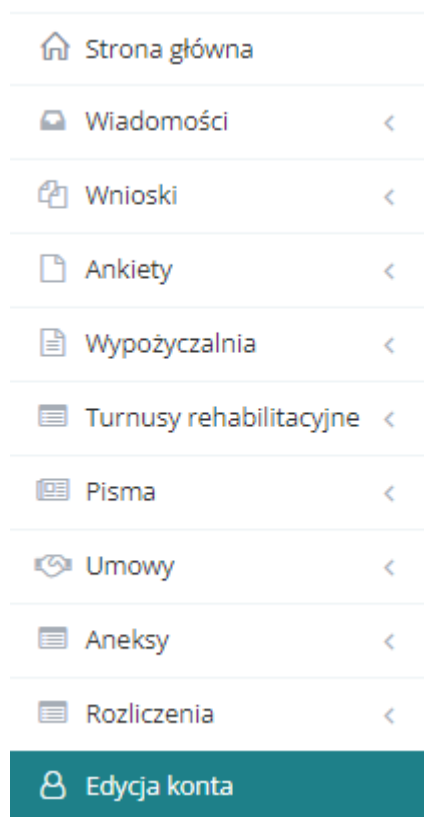 Strona główna
Wiadomości
Wnioski
Ankiety
Wypożyczalnia
Turnusy rehabilitacyjne
Pisma
Umowy
Aneksy
Rozliczenia
Edycja konta